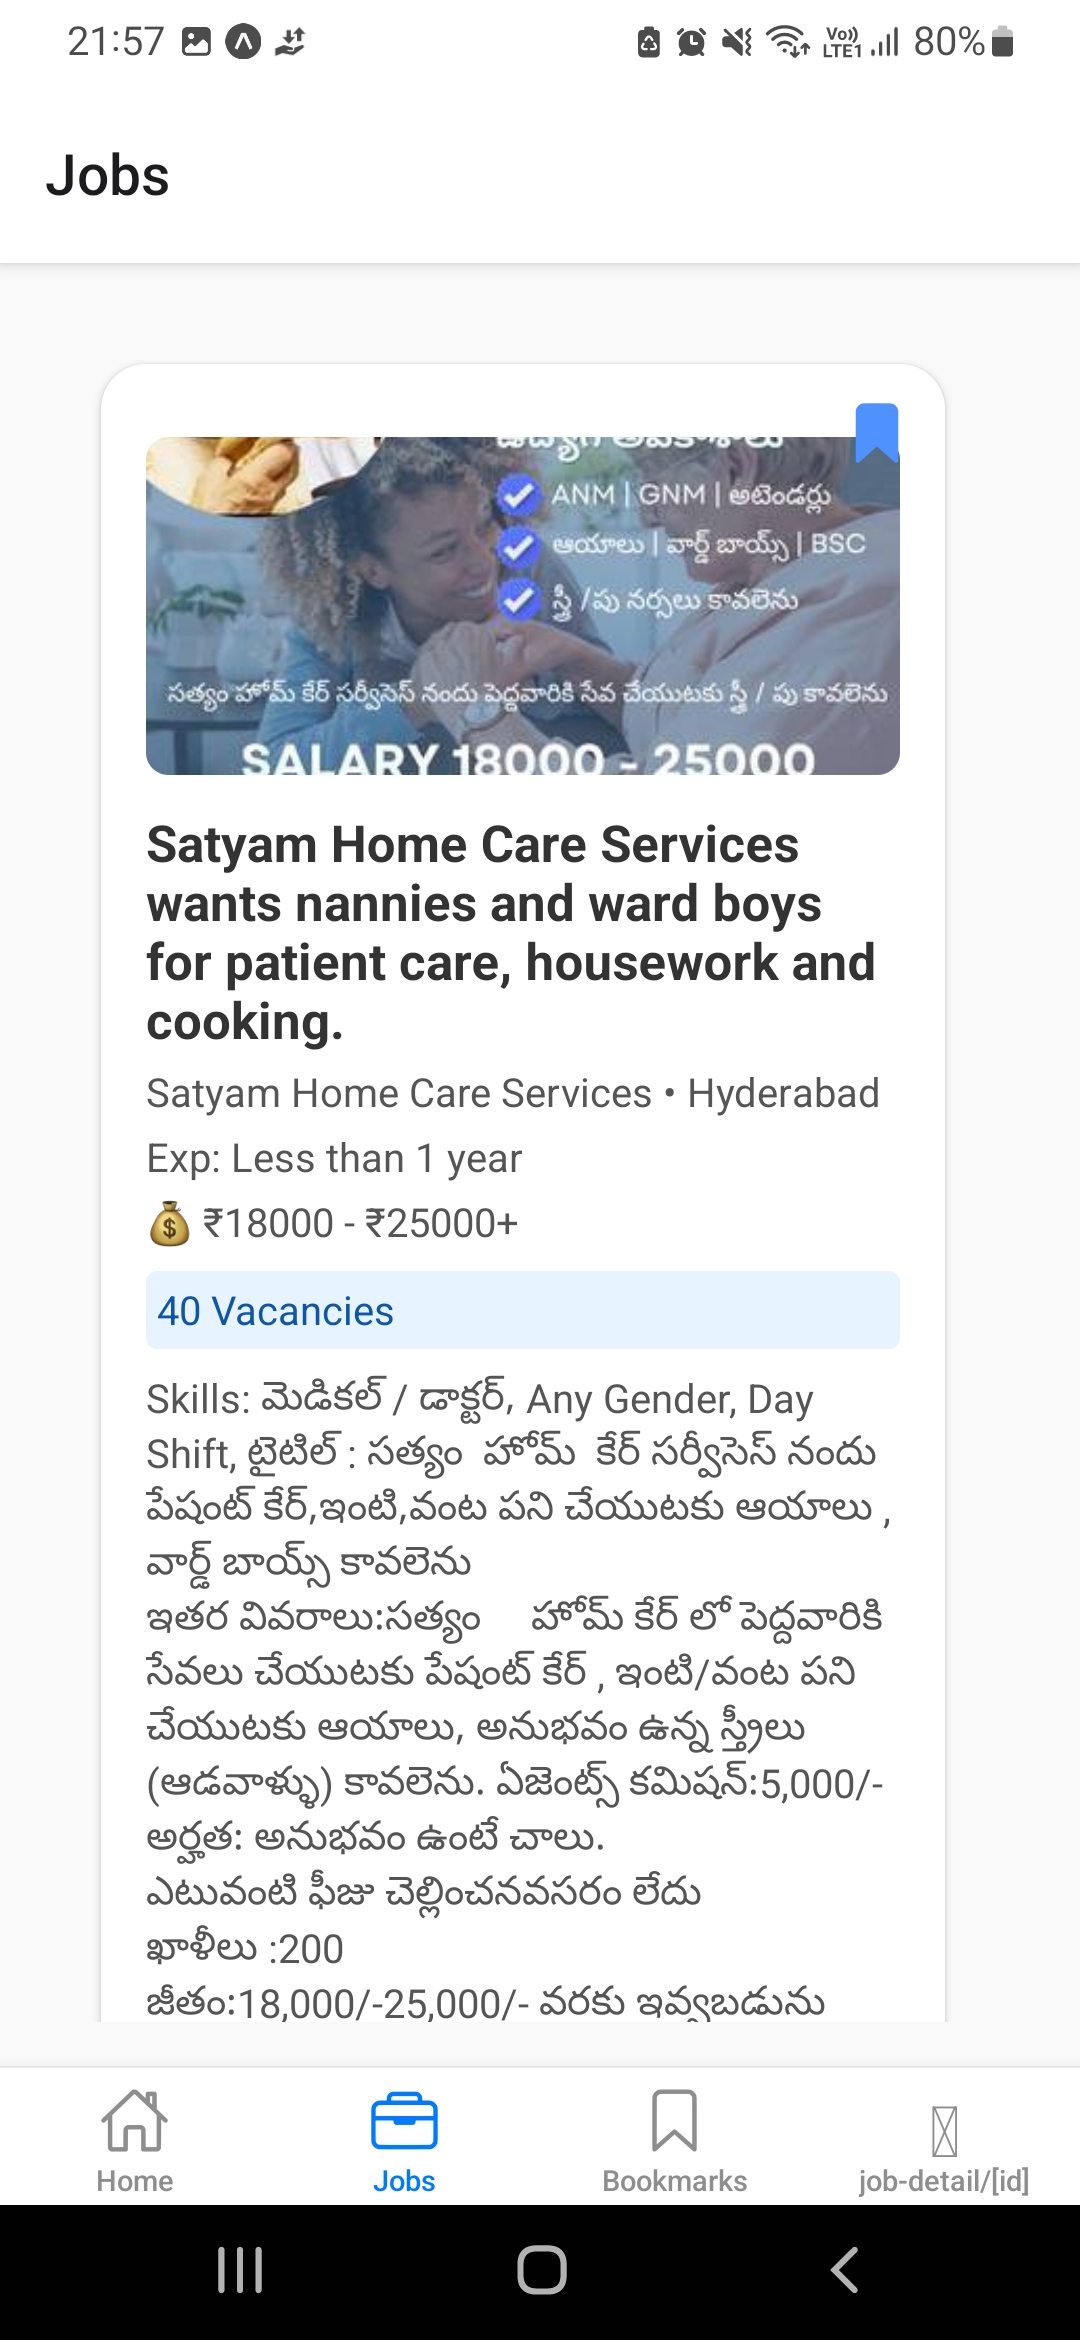 21:57
Vo)) LTE1
80%
Jobs
ఉద్యోగ అవకాశాలు
ANM | GNM | అటెండర్లు
ఆయాలు | వార్డ్ బాయ్స్ | BSC
స్త్రీ /పు నర్సులు కావలెను
సత్యం హోమ్ కేర్ సర్వీసెస్ నందు పెద్దవారికి సేవ చేయుటకు స్త్రీ / పు కావలెను
SALARY 18000 - 25000
Satyam Home Care Services
wants nannies and ward boys
for patient care, housework and
cooking.
Satyam Home Care Services • Hyderabad
Exp: Less than 1 year
💰 ₹18000 - ₹25000+
40 Vacancies
Skills: మెడికల్ / డాక్టర్, Any Gender, Day
Shift, టైటిల్ : సత్యం హోమ్ కేర్ సర్వీసెస్ నందు
పేషంట్ కేర్,ఇంటి,వంట పని చేయుటకు ఆయాలు ,
వార్డ్ బాయ్స్ కావలెను
ఇతర వివరాలు:సత్యం హోమ్ కేర్ లో పెద్దవారికి
సేవలు చేయుటకు పేషంట్ కేర్ , ఇంటి/వంట పని
చేయుటకు ఆయాలు, అనుభవం ఉన్న స్త్రీలు
(ఆడవాళ్ళు) కావలెను. ఏజెంట్స్ కమిషన్:5,000/-
అర్హత: అనుభవం ఉంటే చాలు.
ఎటువంటి ఫీజు చెల్లించనవసరం లేదు
ఖాళీలు :200
జీతం:18,000/-25,000/- వరకు ఇవ్వబడును
Home
Jobs
Bookmarks
job-detail/[id]